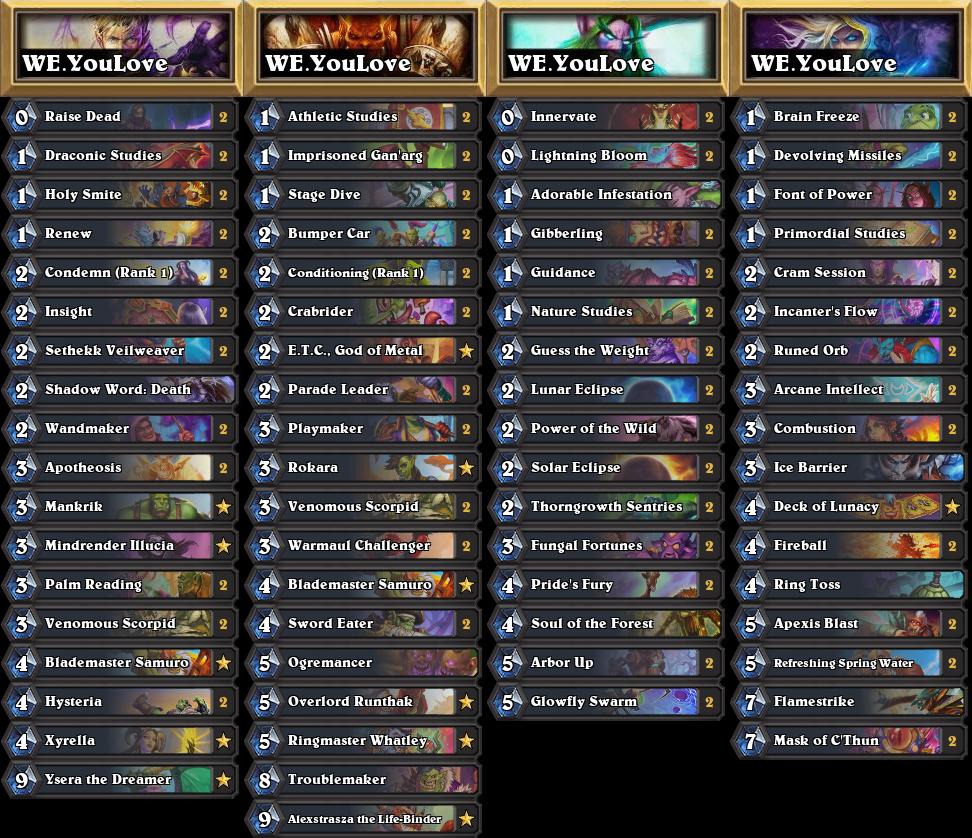 WE.YouLove
0 Raise Dead 2
1 Draconic Studies 2
1 Holy Smite 2
1 Renew 2
2 Condemn (Rank 1) 2
2 Insight 2
2 Sethekk Veilweaver 2
2 Shadow Word: Death
2 Wandmaker 2
3 Apotheosis 2
3 Mankrik
3 Mindrender Illucia
3 Palm Reading 2
3 Venomous Scorpid 2
4 Blademaster Samuro
4 Hysteria 2
4 Xyrella
9 Ysera the Dreamer
WE.YouLove
1 Athletic Studies 2
1 Imprisoned Gan'arg 2
1 Stage Dive 2
2 Bumper Car 2
2 Conditioning (Rank 1) 2
2 Crabrider 2
2 E.T.C., God of Metal
2 Parade Leader 2
3 Playmaker 2
3 Rokara
3 Venomous Scorpid 2
3 Warmaul Challenger 2
4 Blademaster Samuro
4 Sword Eater 2
5 Ogremancer
5 Overlord Runthak
5 Ringmaster Whatley
8 Troublemaker
9 Alexstrasza the Life-Binder
WE.YouLove
0 Innervate 2
0 Lightning Bloom 2
1 Adorable Infestation
1 Gibberling 2
1 Guidance 2
1 Nature Studies 2
2 Guess the Weight 2
2 Lunar Eclipse 2
2 Power of the Wild 2
2 Solar Eclipse 2
2 Thorngrowth Sentries 2
3 Fungal Fortunes 2
4 Pride's Fury 2
4 Soul of the Forest
5 Arbor Up 2
5 Glowfly Swarm 2
WE.YouLove
1 Brain Freeze 2
1 Devolving Missiles 2
1 Font of Power 2
1 Primordial Studies 2
2 Cram Session 2
2 Incanter's Flow 2
2 Runed Orb 2
3 Arcane Intellect 2
3 Combustion 2
3 Ice Barrier
4 Deck of Lunacy
4 Fireball 2
4 Ring Toss
5 Apexis Blast 2
5 Refreshing Spring Water 2
7 Flamestrike
7 Mask of C'Thun 2